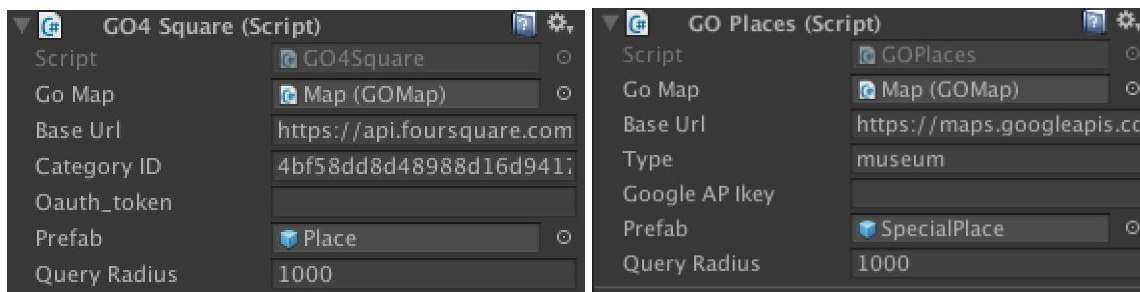 GO4 Square (Script)
Script GO4Square
Go Map Map (GOMap)
Base Url https://api.foursquare.com
Category ID 4bf58dd8d48988d16d941
Oauth_token
Prefab Place
Query Radius 1000
GO Places (Script)
Script GOPlaces
Go Map Map (GOMap)
Base Url https://maps.googleapis.co
Type museum
Google AP Ikey
Prefab SpecialPlace
Query Radius 1000